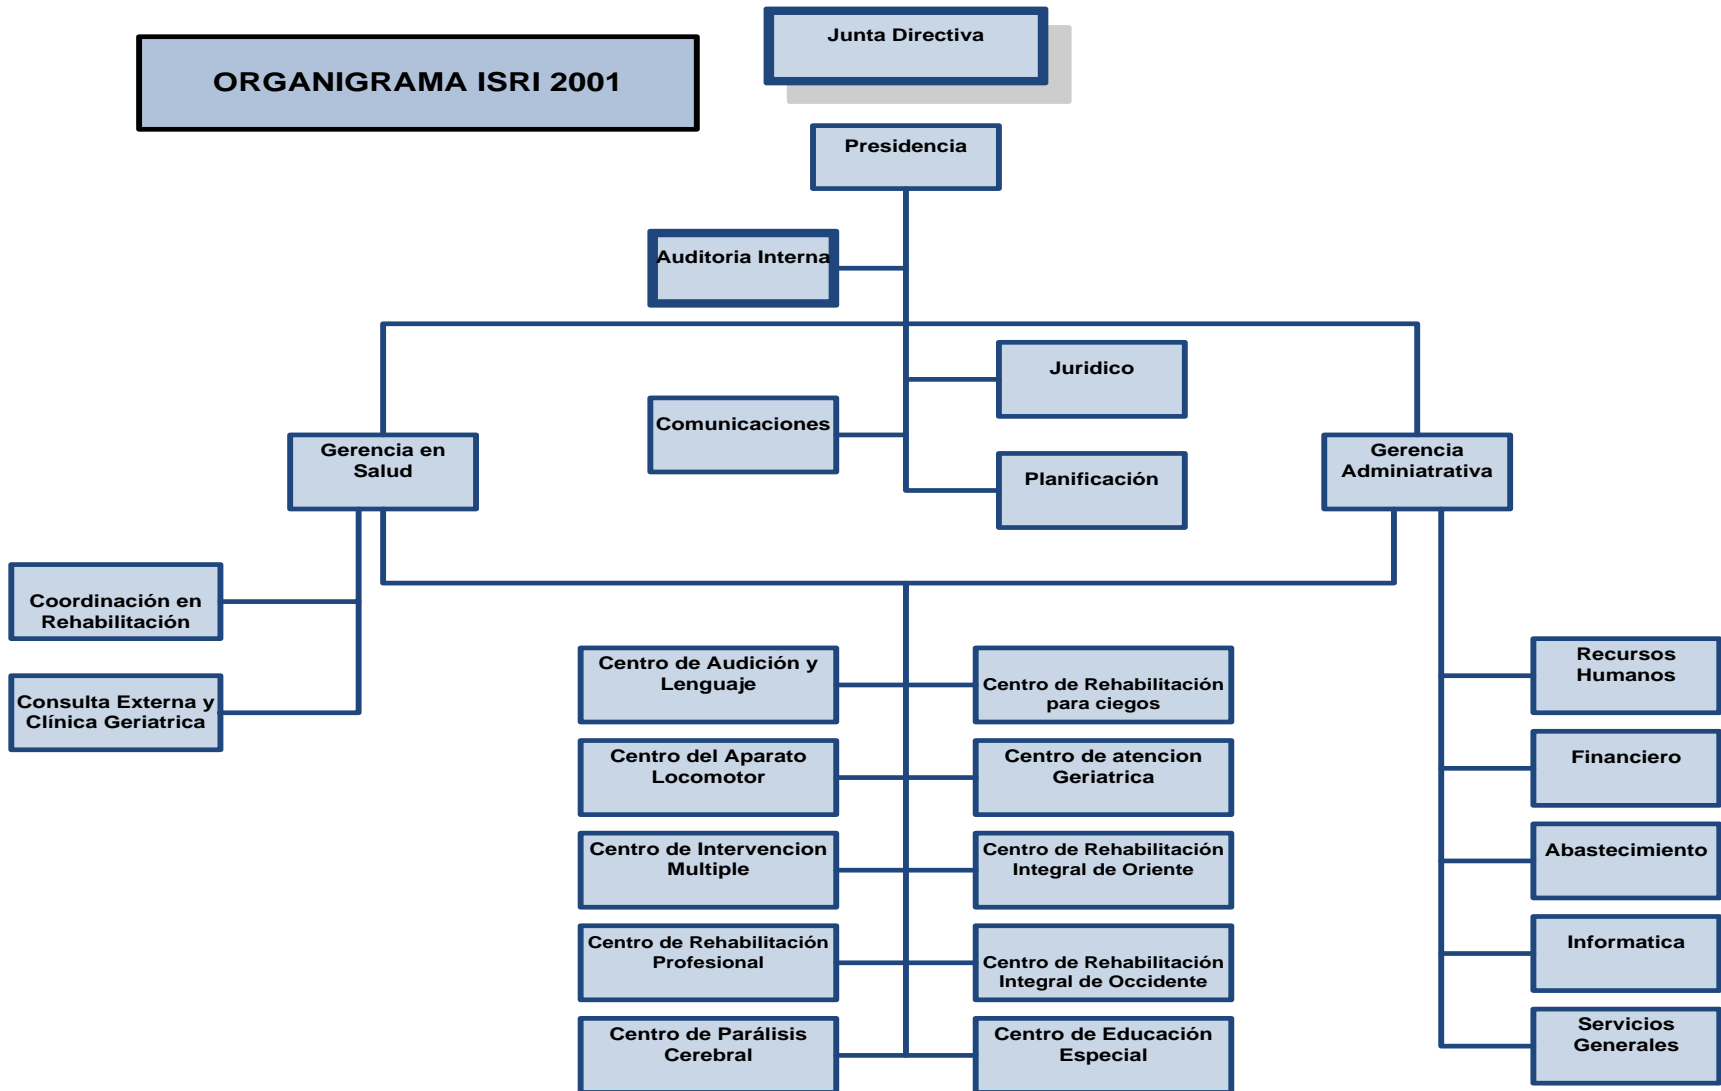 ORGANIGRAMA ISRI 2001
Junta Directiva
Presidencia
Auditoria Interna
Juridico
Comunicaciones
Planificación
Gerencia en
Salud
Gerencia
Adminiatrativa
Coordinación en
Rehabilitación
Consulta Externa y
Clínica Geriatrica
Centro de Audición y
Lenguaje
Centro de Rehabilitación
para ciegos
Centro del Aparato
Locomotor
Centro de atencion
Geriatrica
Centro de Intervencion
Multiple
Centro de Rehabilitación
Integral de Oriente
Centro de Rehabilitación
Profesional
Centro de Rehabilitación
Integral de Occidente
Centro de Parálisis
Cerebral
Centro de Educación
Especial
Recursos
Humanos
Financiero
Abastecimiento
Informatica
Servicios
Generales